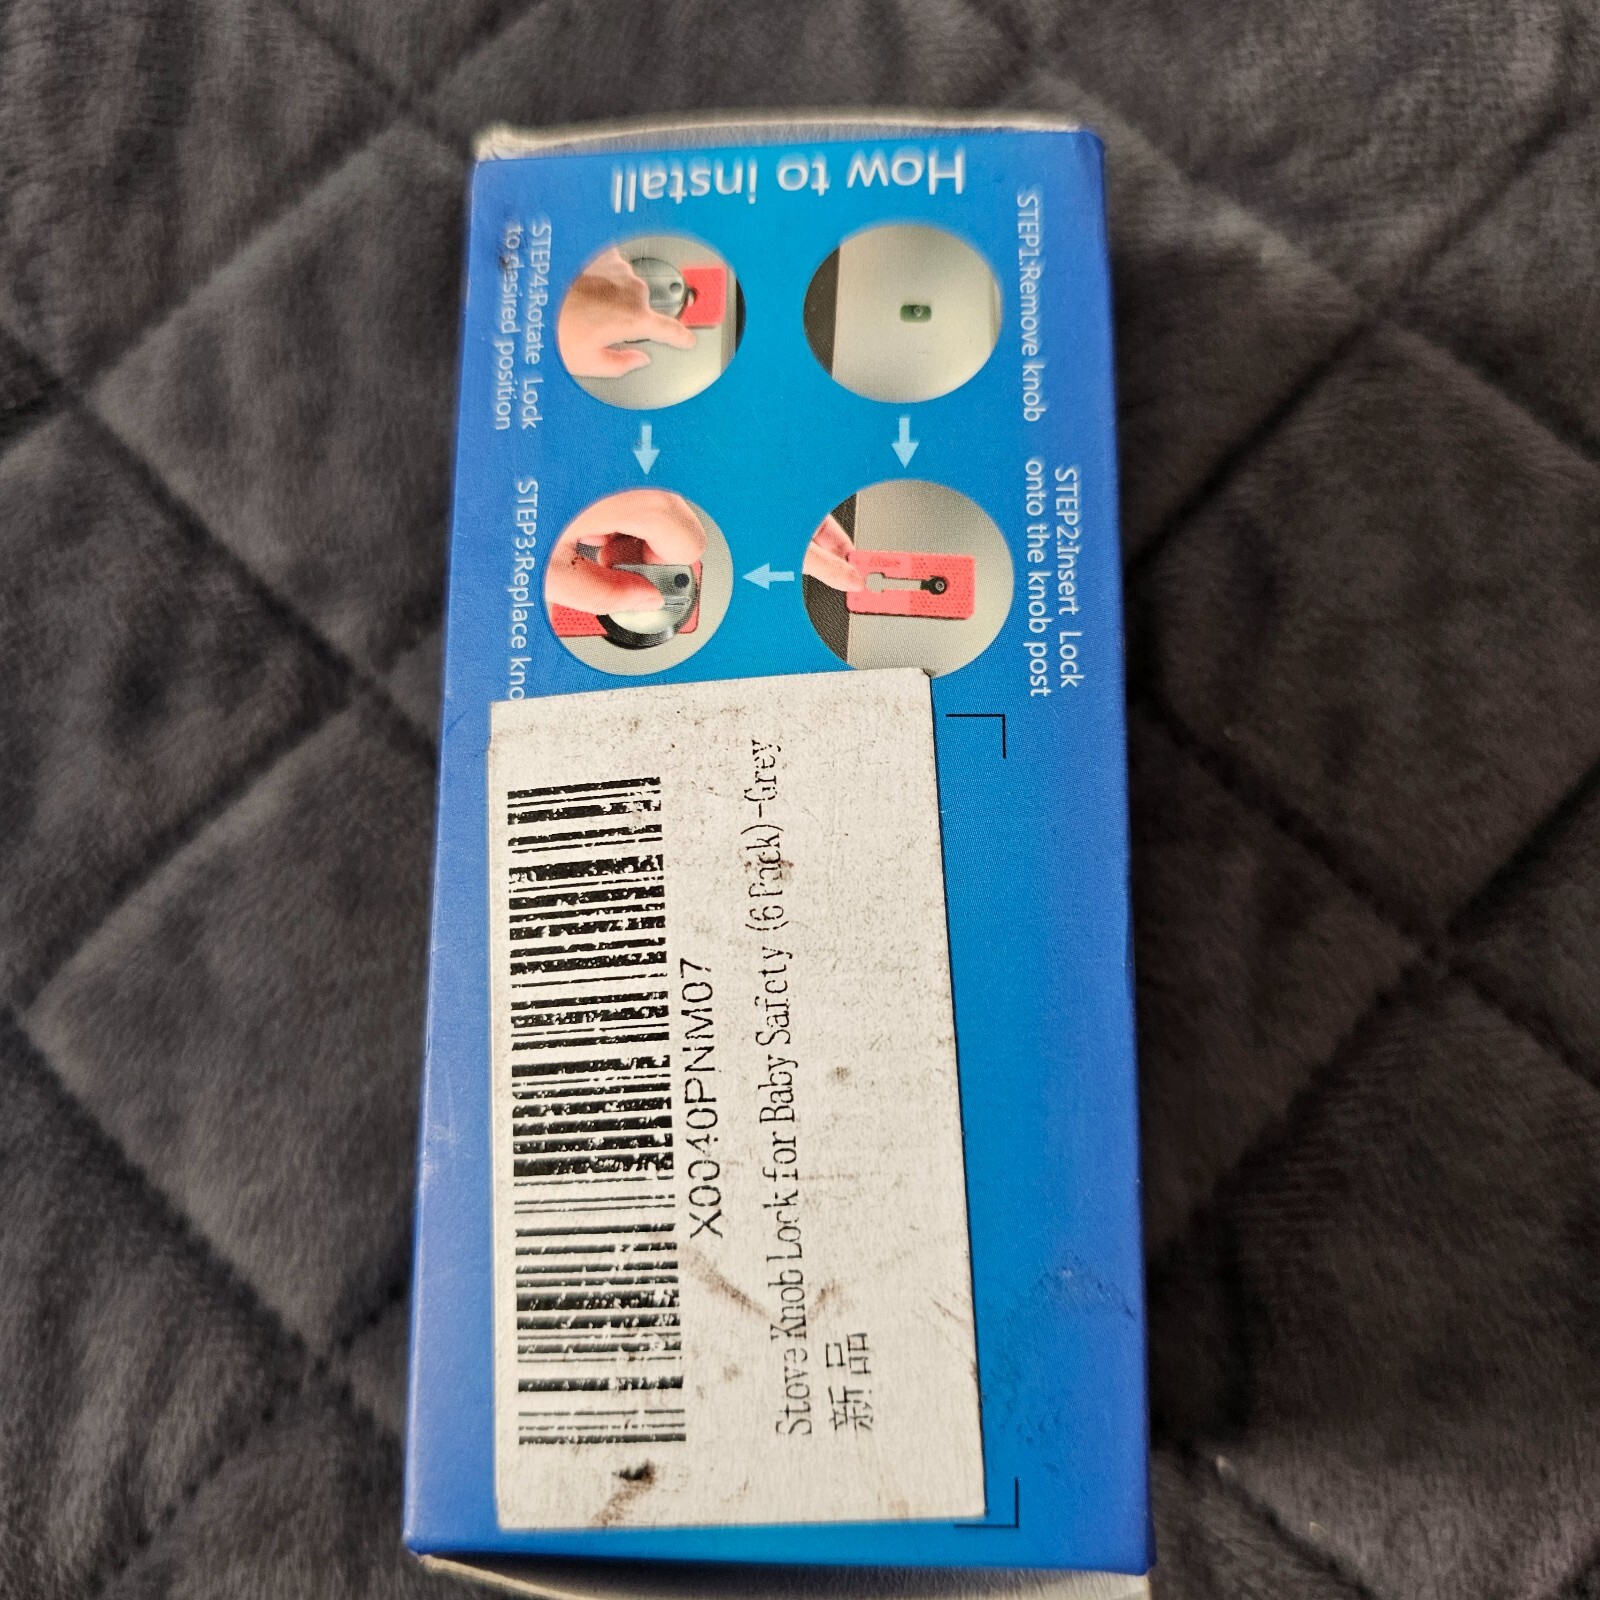 How to install
STEP1:Remove knob
STEP2:Insert Lock
onto the knob post
STEP3:Replace kno
STEP4:Rotate Lock
to desired position
X0040PNM07
Stove Knob Lock for Baby Safety (6 Pack)-Grey
新品